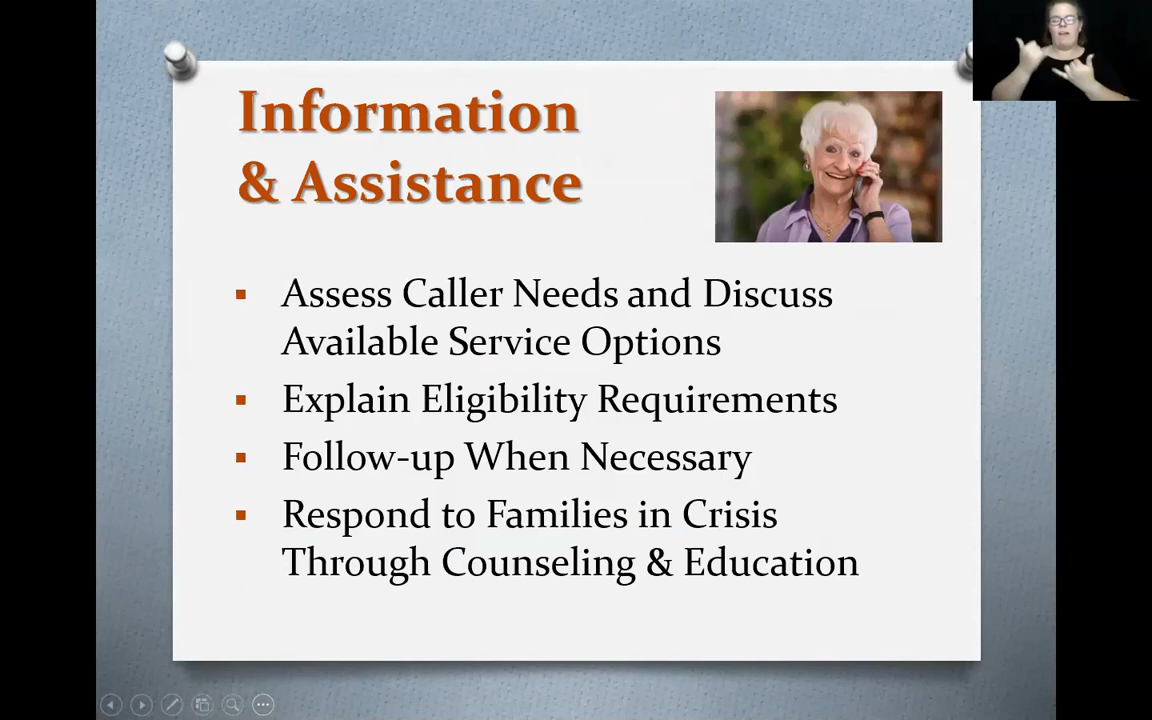 Information
& Assistance
Assess Caller Needs and Discuss
Available Service Options
Explain Eligibility Requirements
Follow-up When Necessary
Respond to Families in Crisis
Through Counseling & Education